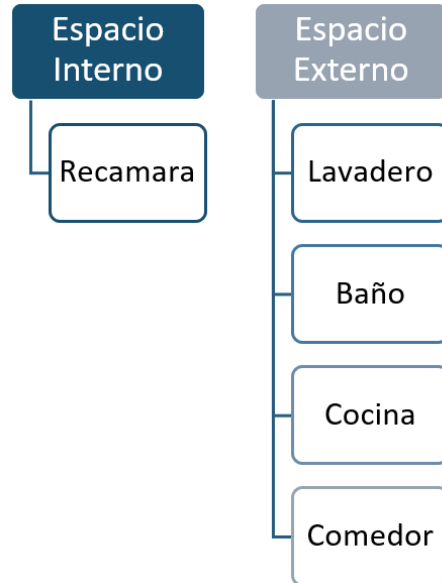 Espacio
Interno
Recamara
Espacio
Externo
Lavadero
Baño
Cocina
Comedor